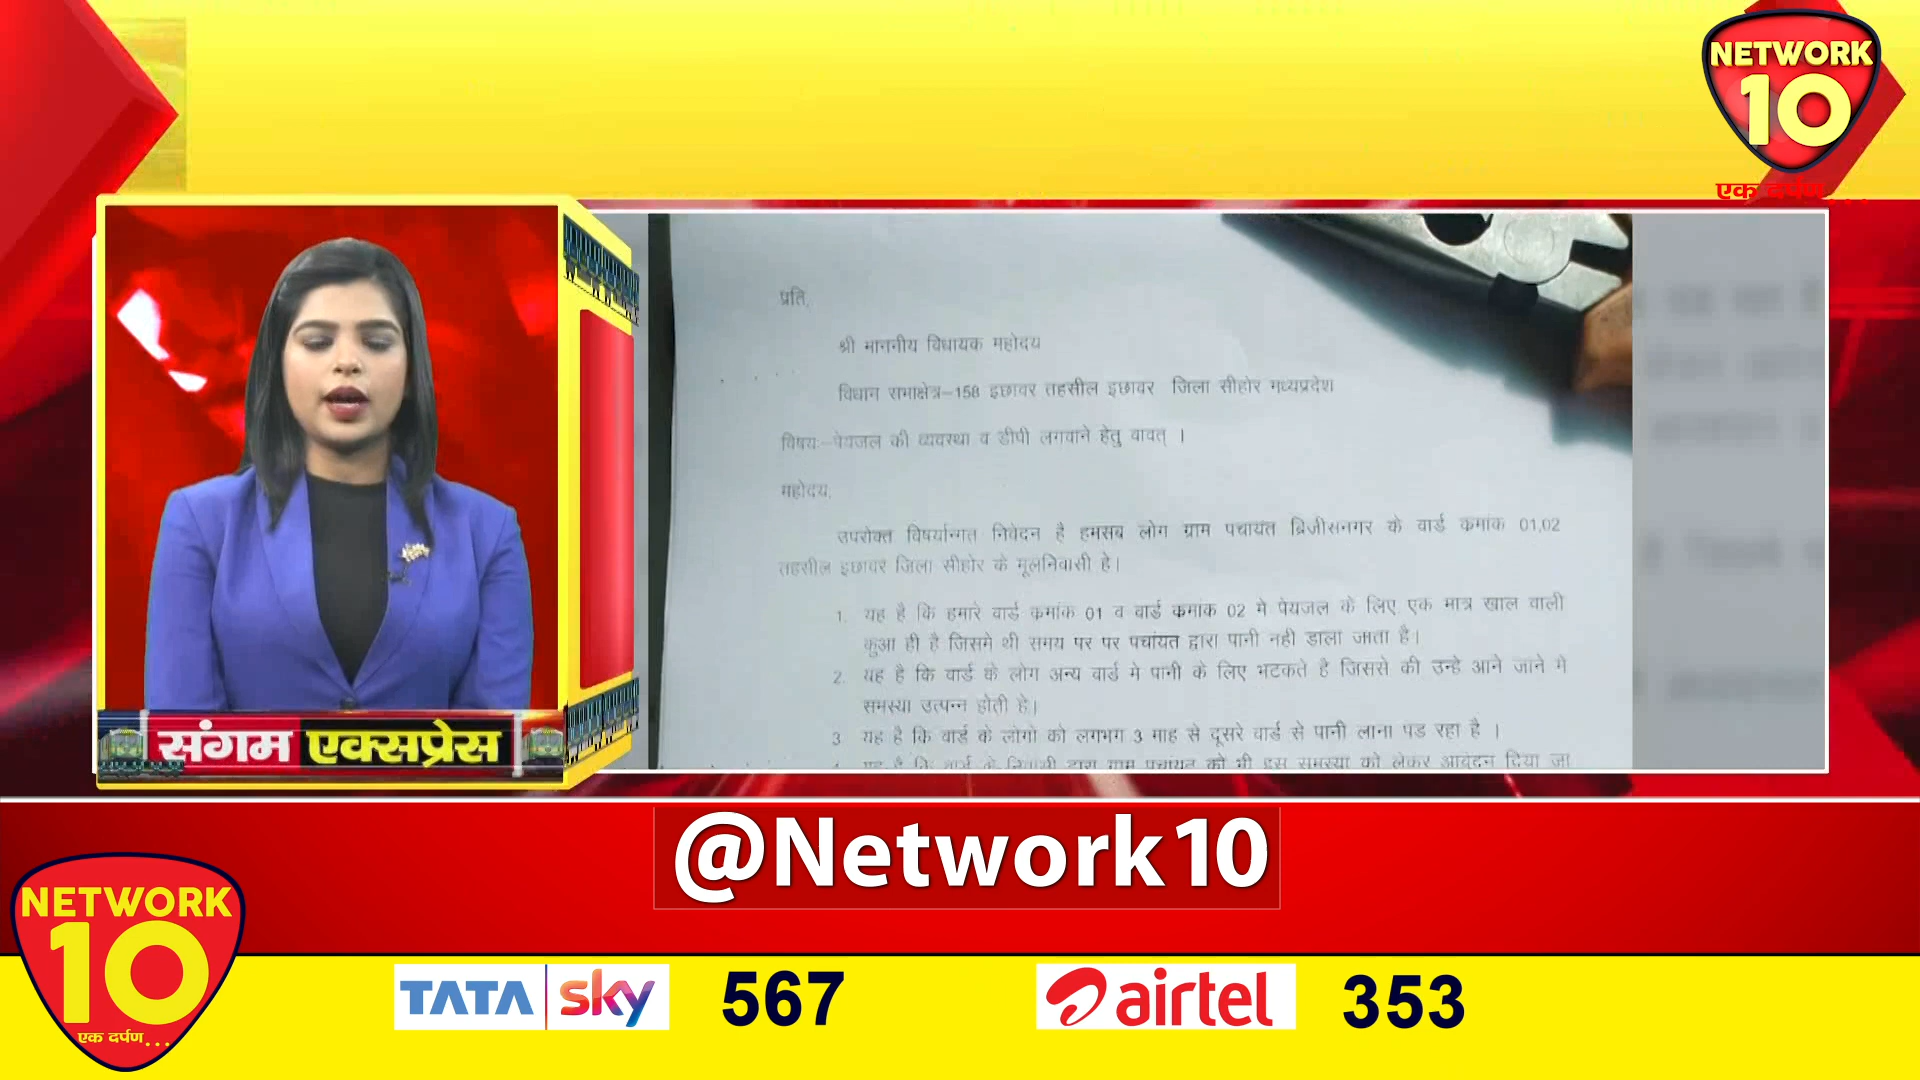 NETWORK
10
एक दर्पण...
प्रति,
श्री माननीय विधायक महोदय
विधान सभाक्षेत्र–158 इछावर तहसील इछावर जिला सीहोर मध्यप्रदेश
विषयः–पेयजल की व्यवस्था व डीपी लगवाने हेतु वावत् ।
महोदय,
उपरोक्त विषर्यान्गत निवेदन है हमसब लोग ग्राम पचायंत ब्रिजीसनगर के वार्ड कमांक 01,02
तहसील इछावर जिला सीहोर के मूलनिवासी हे।
1. यह है कि हमारे वार्ड कमांक 01 व वार्ड कमांक 02 मे पेयजल के लिए एक मात्र खाल वाली
कुआ ही है जिसमे थी समय पर पर पचांयत द्वारा पानी नही डाला जाता है।
2. यह है कि वार्ड के लोग अन्य वार्ड मे पानी के लिए भटकते है जिससे की उन्हे आने जाने मे
समस्या उत्पन्न होती हे।
3 यह है कि वार्ड के लोगो को लगभग 3 माह से दूसरे वार्ड से पानी लाना पड रहा है ।
संगम एक्सप्रेस
@Network10
NETWORK
10
एक दर्पण...
TATA sky 567 airtel 353